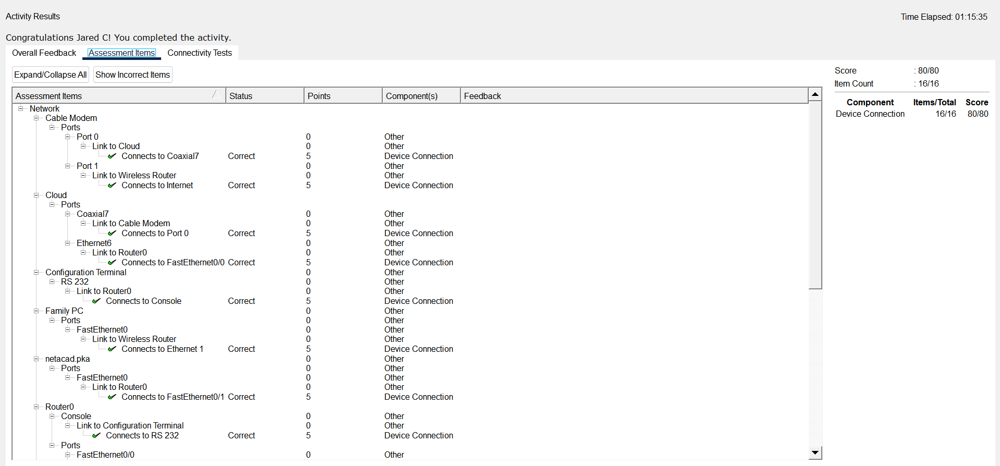 Activity Results
Time Elapsed: 01:15:35
Congratulations Jared C! You completed the activity.
Overall Feedback Assessment Items Connectivity Tests
Expand/Collapse All Show Incorrect Items
Assessment Items Status Points Component(s) Feedback
Network
Cable Modem
Ports
Port 0 0 Other
Link to Cloud 0 Other
Connects to Coaxial7 Correct 5 Device Connection
Port 1 0 Other
Link to Wireless Router 0 Other
Connects to Internet Correct 5 Device Connection
Cloud
Ports
Coaxial7 0 Other
Link to Cable Modem 0 Other
Connects to Port 0 Correct 5 Device Connection
Ethernet6 0 Other
Link to Router0 0 Other
Connects to FastEthernet0/0 Correct 5 Device Connection
Configuration Terminal 0 Other
RS 232 0 Other
Link to Router0 0 Other
Connects to Console Correct 5 Device Connection
Family PC 0 Other
Ports 0 Other
FastEthernet0 0 Other
Link to Wireless Router 0 Other
Connects to Ethernet 1 Correct 5 Device Connection
netacad.pka 0 Other
Ports 0 Other
FastEthernet0 0 Other
Link to Router0 0 Other
Connects to FastEthernet0/1 Correct 5 Device Connection
Router0
Console 0 Other
Link to Configuration Terminal 0 Other
Connects to RS 232 Correct 5 Device Connection
Ports
FastEthernet0/0 0 Other
Score : 80/80
Item Count : 16/16
Component Items/Total Score
Device Connection 16/16 80/80